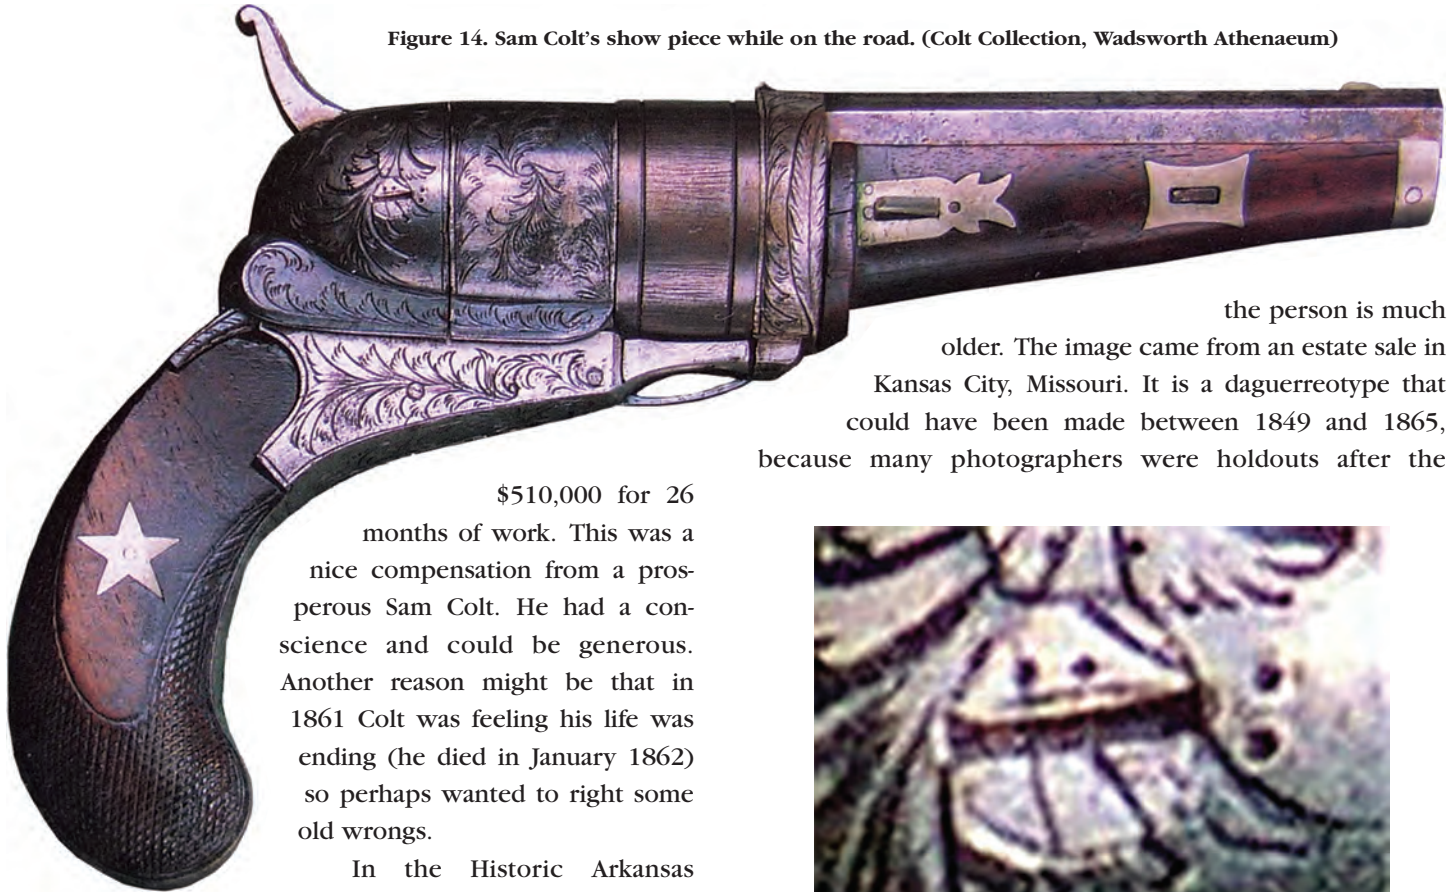 Figure 14. Sam Colt's show piece while on the road. (Colt Collection, Wadsworth Athenaeum)
$510,000 for 26
months of work. This was a
nice compensation from a pros-
perous Sam Colt. He had a con-
science and could be generous.
Another reason might be that in
1861 Colt was feeling his life was
ending (he died in January 1862)
so perhaps wanted to right some
old wrongs.
In the Historic Arkansas
the person is much
older. The image came from an estate sale in
Kansas City, Missouri. It is a daguerreotype that
could have been made between 1849 and 1865,
because many photographers were holdouts after the